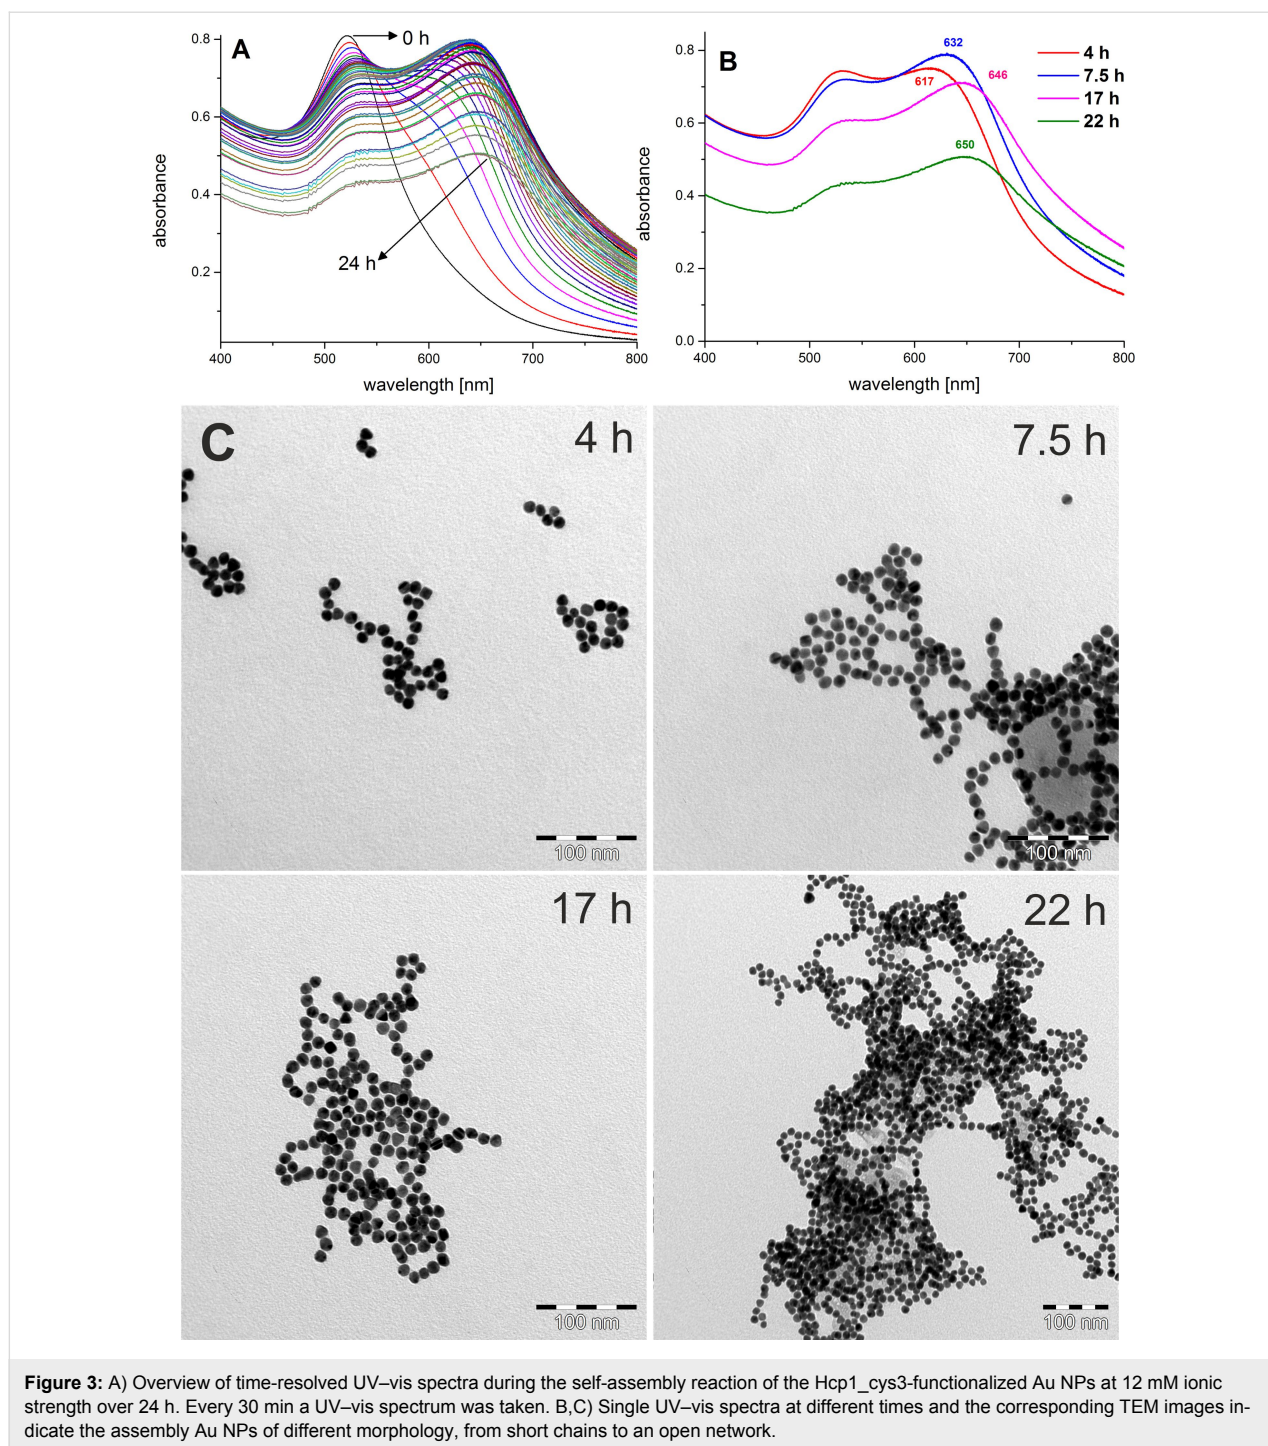 A
0 h
24 h
0.8
0.6
0.4
0.2
400
500
600
700
800
absorbance
wavelength [nm]
B
632
617
646
650
4 h
7.5 h
17 h
22 h
0.8
0.6
0.4
0.2
0.0
400
500
600
700
800
absorbance
wavelength [nm]
C
4 h
100 nm
7.5 h
100 nm
17 h
100 nm
22 h
100 nm
Figure 3: A) Overview of time-resolved UV–vis spectra during the self-assembly reaction of the Hcp1_cys3-functionalized Au NPs at 12 mM ionic
strength over 24 h. Every 30 min a UV–vis spectrum was taken. B,C) Single UV–vis spectra at different times and the corresponding TEM images in-
dicate the assembly Au NPs of different morphology, from short chains to an open network.